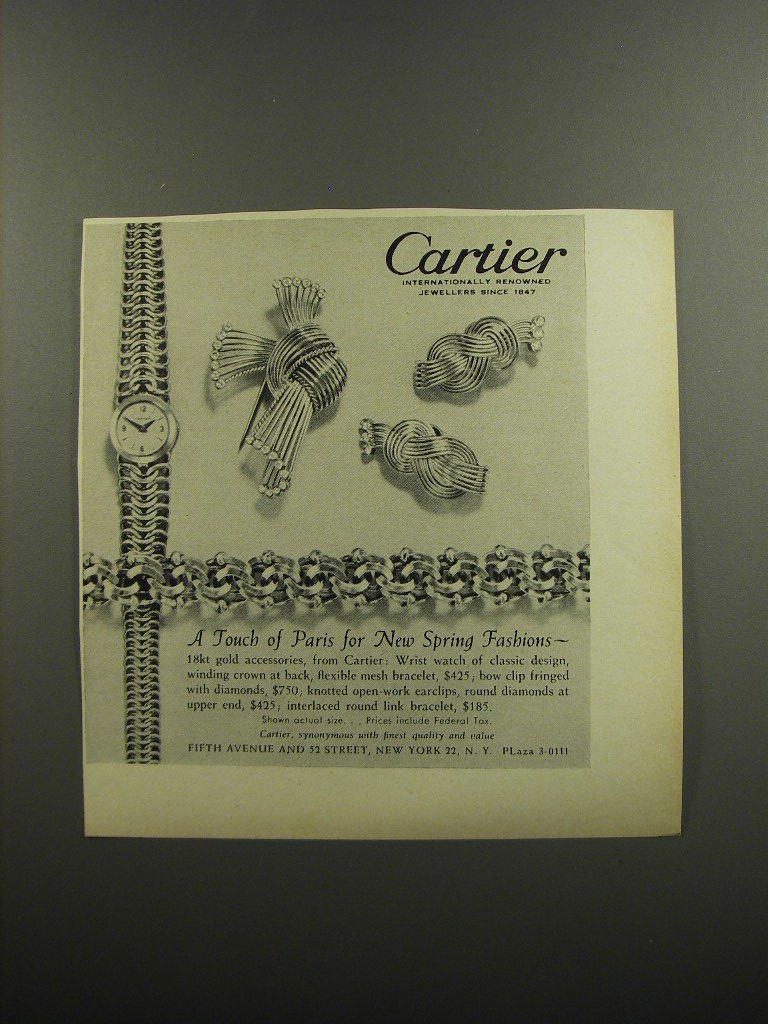 Cartier
INTERNATIONALLY RENOWNED
JEWELLERS SINCE 1847
12
3
6
9
A Touch of Paris for New Spring Fashions—
18kt gold accessories, from Cartier: Wrist watch of classic design,
winding crown at back, flexible mesh bracelet, $425; bow clip fringed
with diamonds, $750; knotted open-work earclips, round diamonds at
upper end, $425; interlaced round link bracelet, $185.
Shown actual size. . . Prices include Federal Tax.
Cartier, synonymous with finest quality and value
FIFTH AVENUE AND 52 STREET, NEW YORK 22, N. Y. PLaza 3-0111